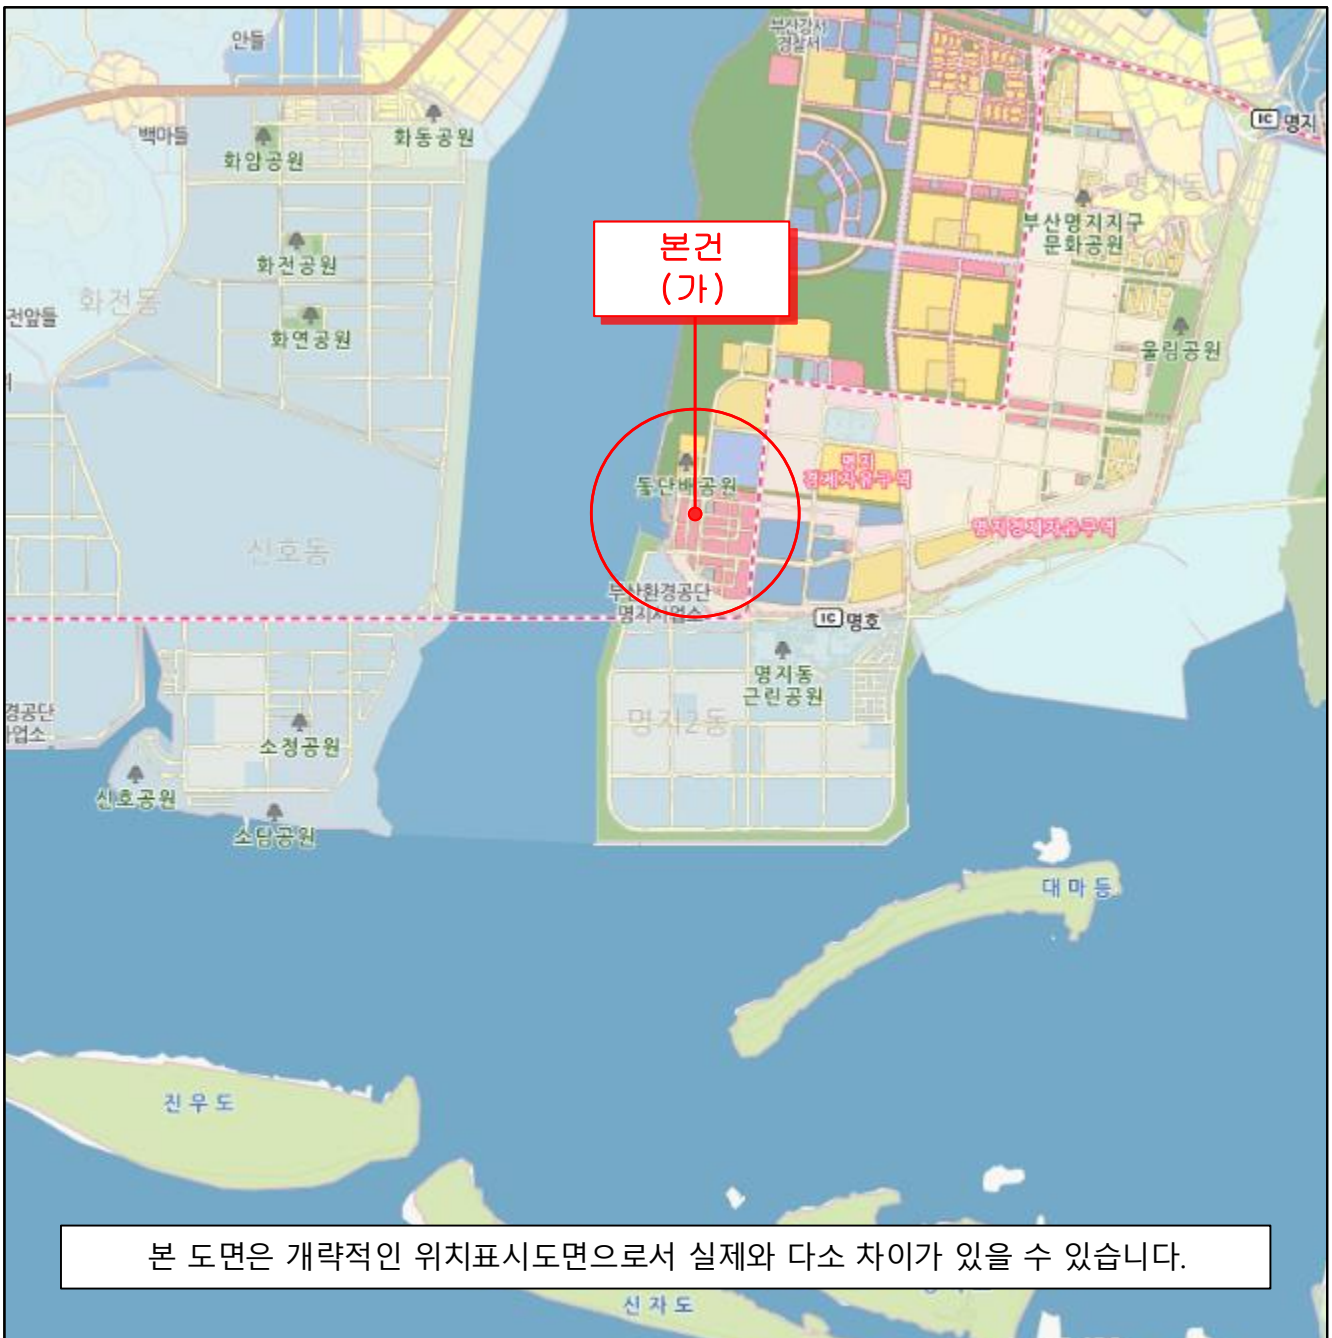 안들
부산강서
경찰서
백마들
화암공원
화동공원
IC 명지
명지동
부산명지지구
문화공원
본건
(가)
화전공원
화전동
전앞들
화연공원
울림공원
명지
경제자유구역
돛단배공원
명지경제자유구역
신호동
부산환경공단
명지사업소
IC 명호
명지동
근린공원
명지2동
경공단
사업소
소정공원
신호공원
소담공원
대마등
진우도
본 도면은 개략적인 위치표시도면으로서 실제와 다소 차이가 있을 수 있습니다.
신자도